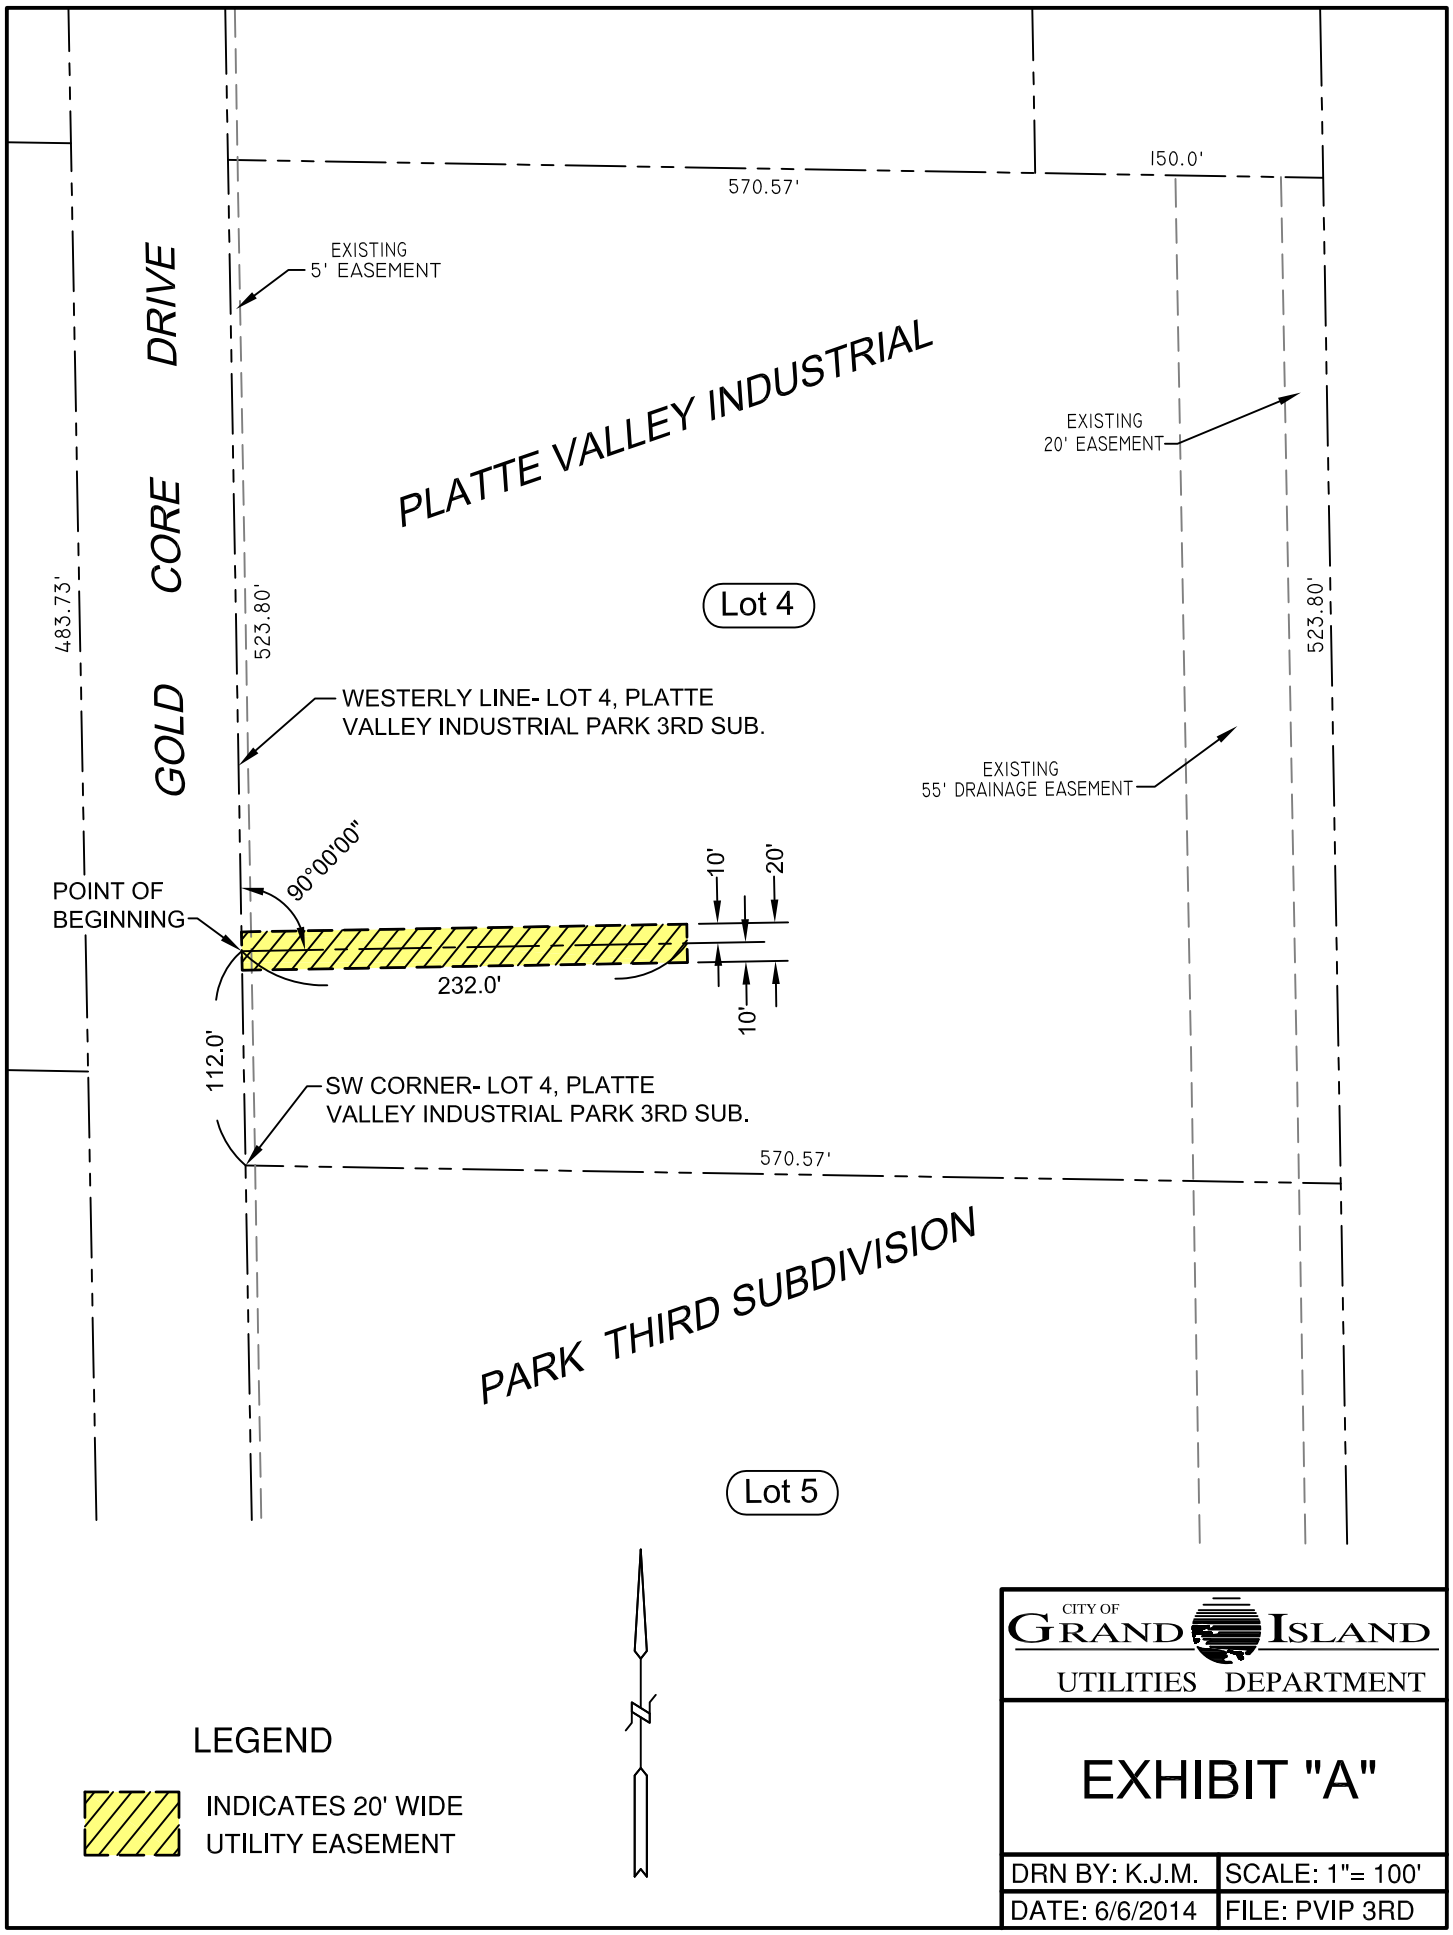 150.0'
570.57'
EXISTING
5' EASEMENT
GOLD CORE DRIVE
PLATTE VALLEY INDUSTRIAL
EXISTING
20' EASEMENT
Lot 4
483.73'
523.80'
523.80'
WESTERLY LINE- LOT 4, PLATTE
VALLEY INDUSTRIAL PARK 3RD SUB.
EXISTING
55' DRAINAGE EASEMENT
90°00'00"
10'
20'
POINT OF
BEGINNING
232.0'
10'
112.0'
SW CORNER- LOT 4, PLATTE
VALLEY INDUSTRIAL PARK 3RD SUB.
570.57'
PARK THIRD SUBDIVISION
Lot 5
N
CITY OF
GRAND ISLAND
UTILITIES DEPARTMENT
LEGEND
INDICATES 20' WIDE
UTILITY EASEMENT
EXHIBIT "A"
DRN BY: K.J.M.
SCALE: 1"= 100'
DATE: 6/6/2014
FILE: PVIP 3RD